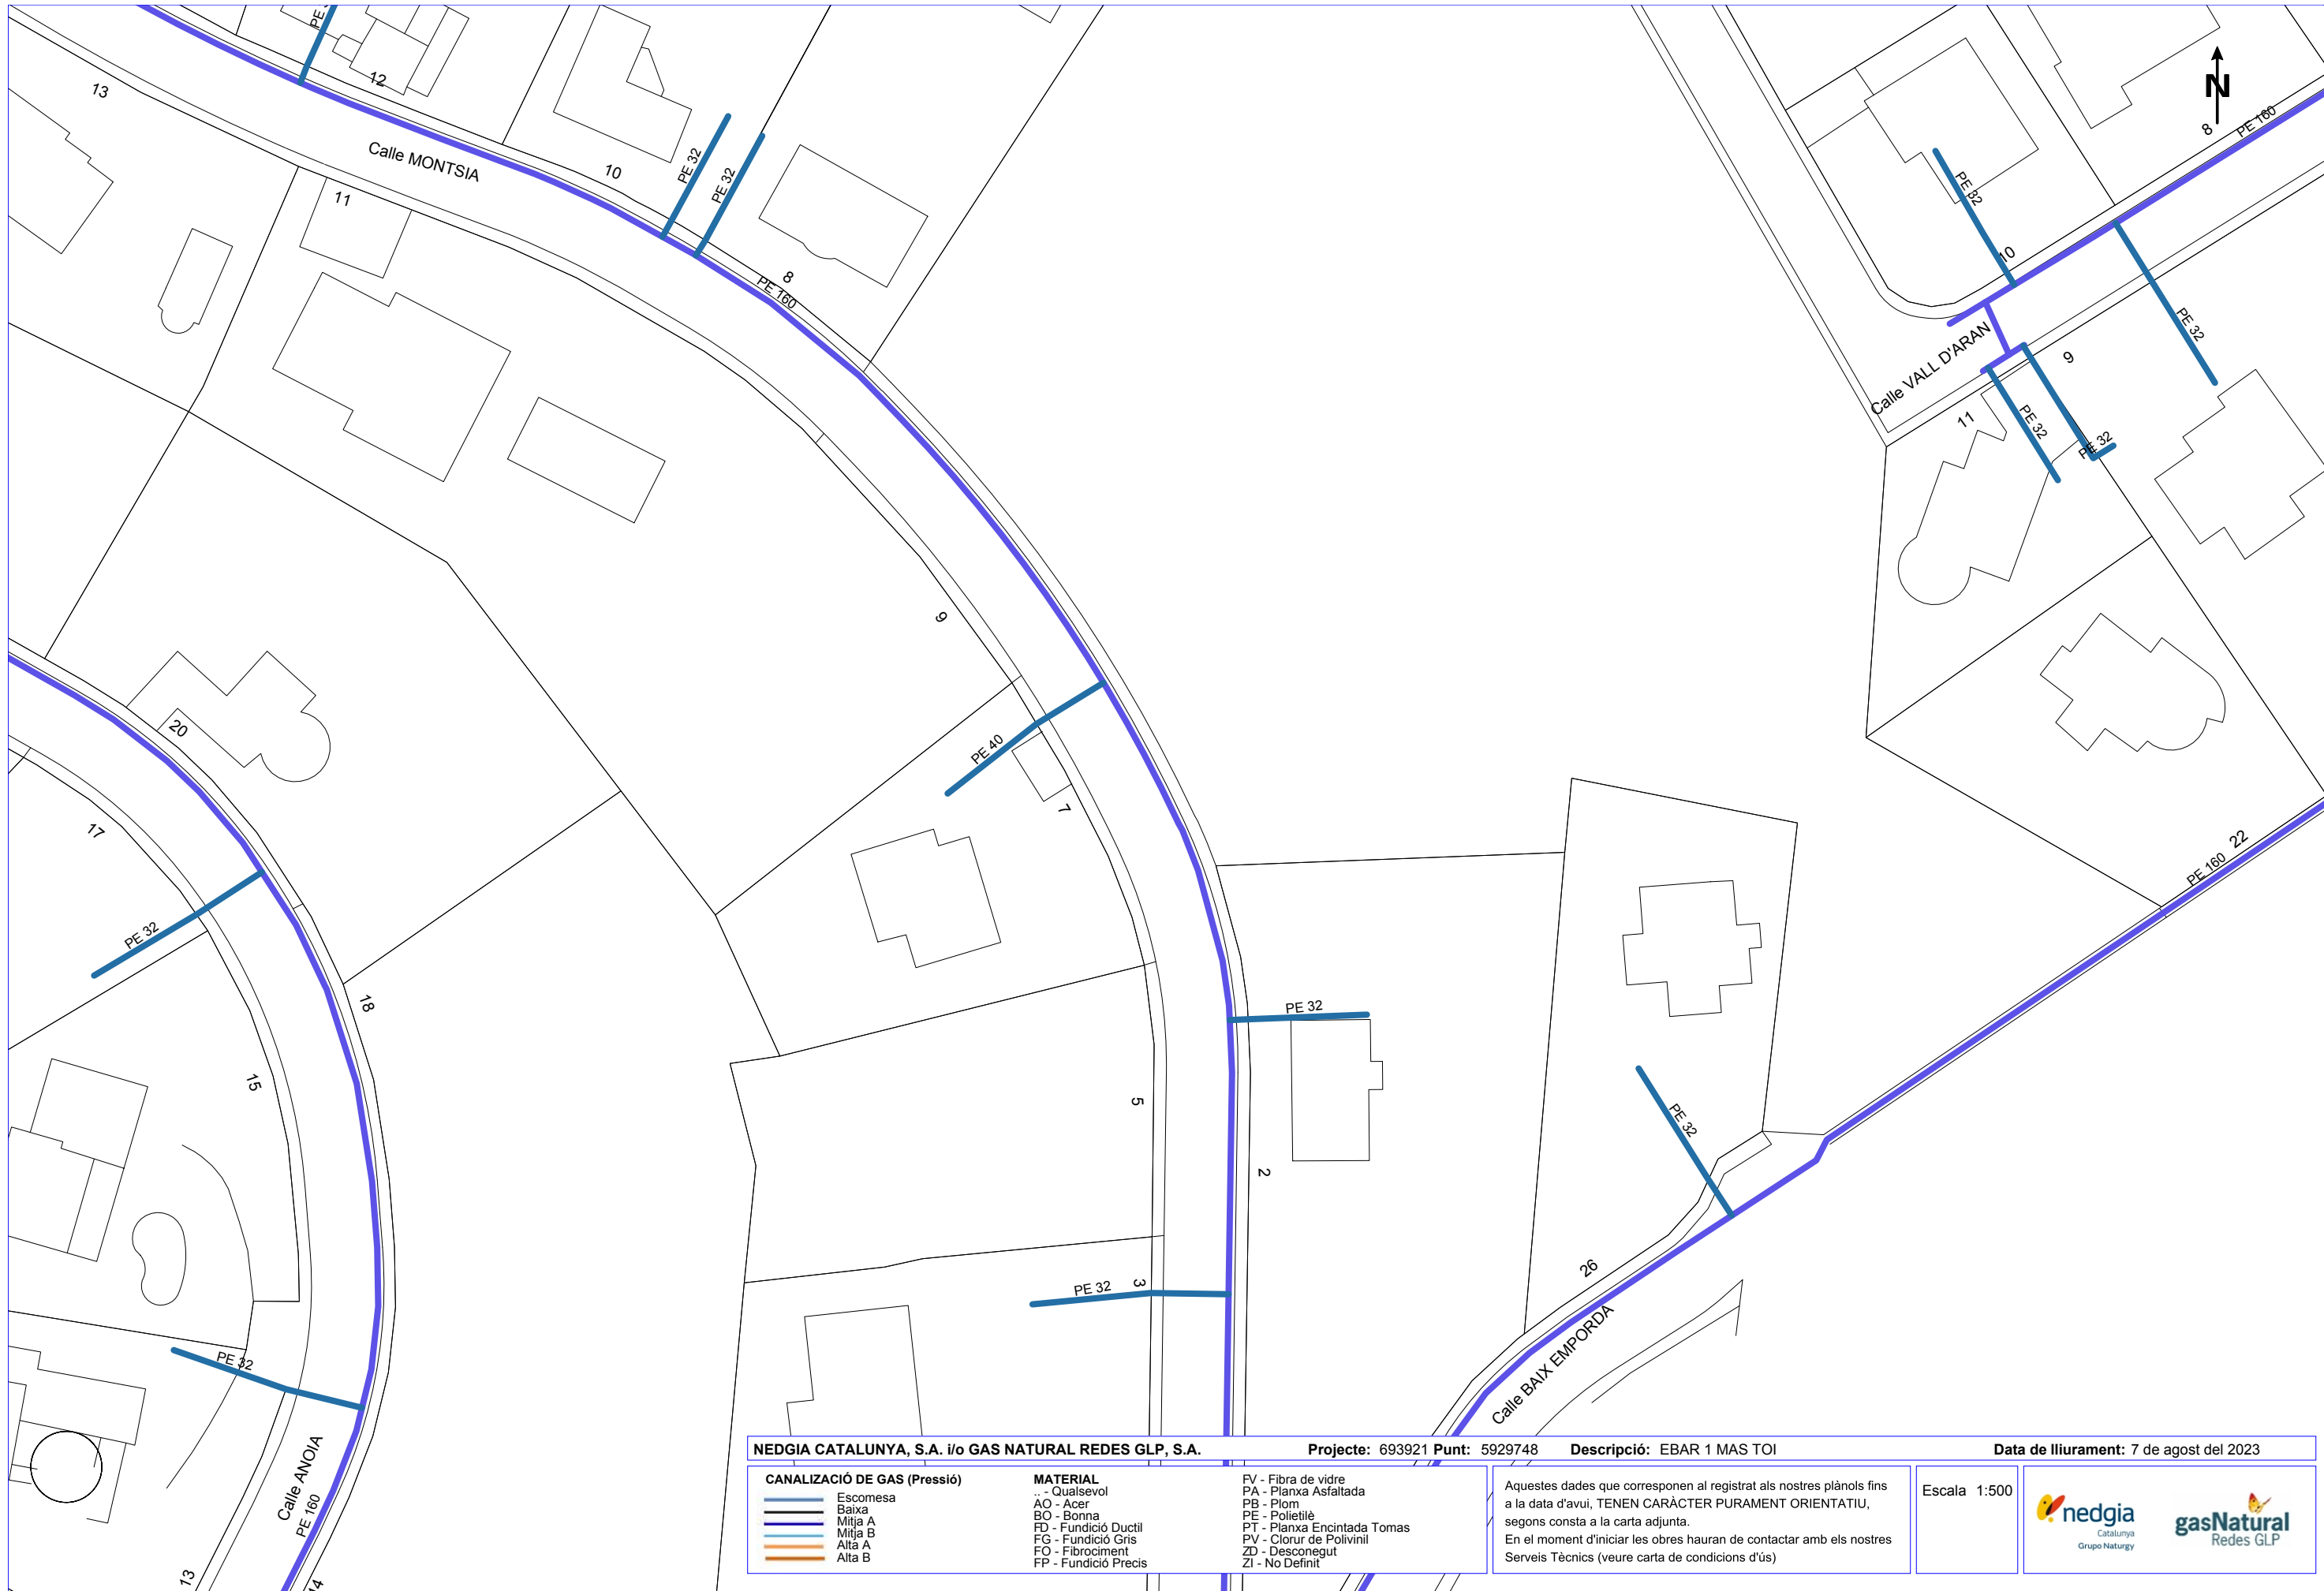 PE
12
13
Calle MONTSIA
11
10
PE 32
PE 32
8
PE 160
N
8
PE 160
PE 32
10
PE 32
Calle VALL D'ARAN
9
11
PE 32
PE 32
9
20
PE 40
7
17
22
PE 160
PE 32
18
PE 32
15
5
PE 32
2
26
3
PE 32
Calle BAIX EMPORDA
PE 32
Calle ANOIA
PE 160
13
14
NEDGIA CATALUNYA, S.A. i/o GAS NATURAL REDES GLP, S.A. Projecte: 693921 Punt: 5929748 Descripció: EBAR 1 MAS TOI Data de lliurament: 7 de agost del 2023
CANALIZACIÓ DE GAS (Pressió)
Escomesa
Baixa
Mitja A
Mitja B
Alta A
Alta B
MATERIAL
.. - Qualsevol
AO - Acer
BO - Bonna
FD - Fundició Ductil
FG - Fundició Gris
FO - Fibrociment
FP - Fundició Precis
FV - Fibra de vidre
PA - Planxa Asfaltada
PB - Plom
PE - Polietilè
PT - Planxa Encintada Tomas
PV - Clorur de Polivinil
ZD - Desconegut
ZI - No Definit
Aquestes dades que corresponen al registrat als nostres plànols fins
a la data d'avui, TENEN CARÀCTER PURAMENT ORIENTATIU,
segons consta a la carta adjunta.
En el moment d'iniciar les obres hauran de contactar amb els nostres
Serveis Tècnics (veure carta de condicions d'ús)
Escala 1:500
nedgia
Catalunya
Grupo Naturgy
gasNatural
Redes GLP